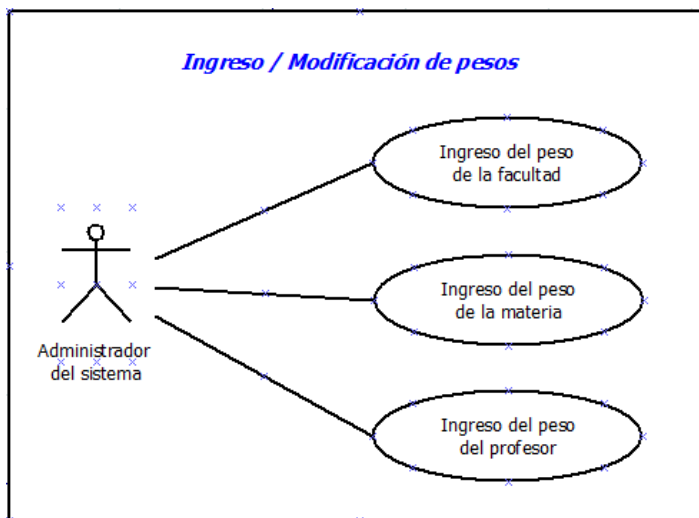 Ingreso / Modificación de pesos
Ingreso del peso
de la facultad
Ingreso del peso
de la materia
Administrador
del sistema
Ingreso del peso
del profesor